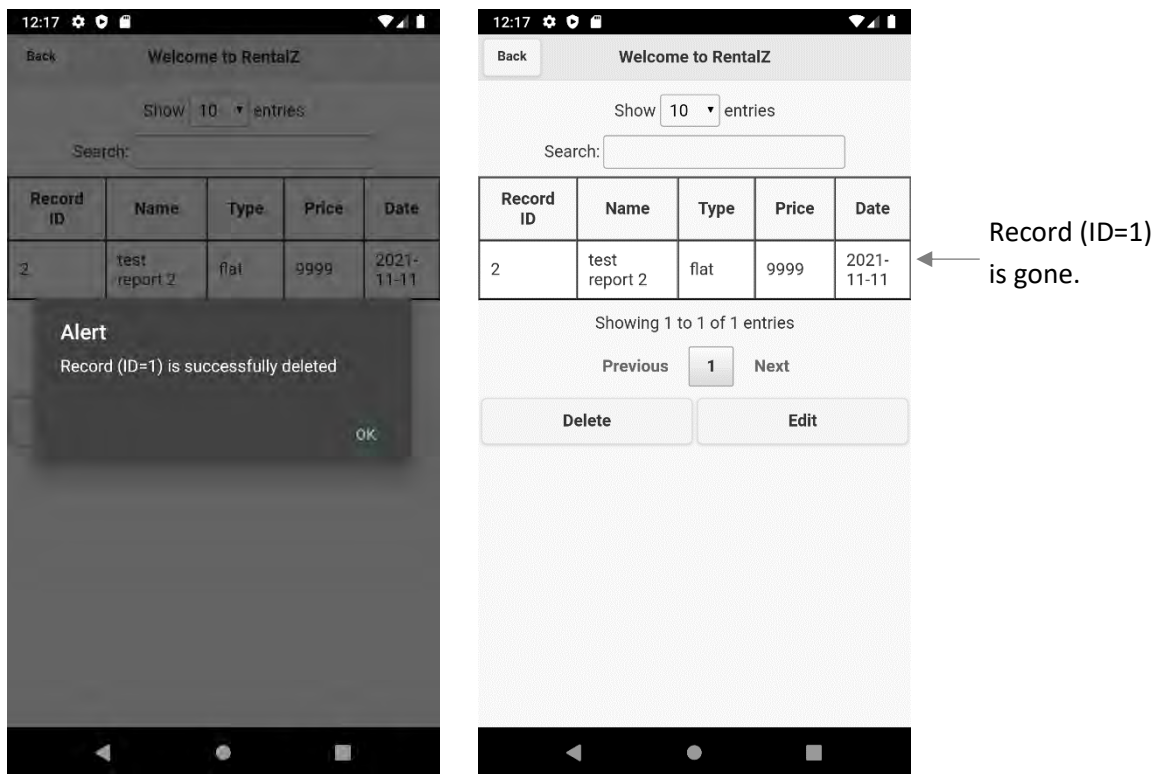 12:17
Back Welcome to RentalZ
Show 10 entries
Search:
Record ID Name Type Price Date
2 test report 2 flat 9999 2021-11-11
Alert
Record (ID=1) is successfully deleted
OK
12:17
Back Welcome to RentalZ
Show 10 entries
Search:
Record ID Name Type Price Date
2 test report 2 flat 9999 2021-11-11
Showing 1 to 1 of 1 entries
Previous 1 Next
Delete Edit
Record (ID=1)
is gone.